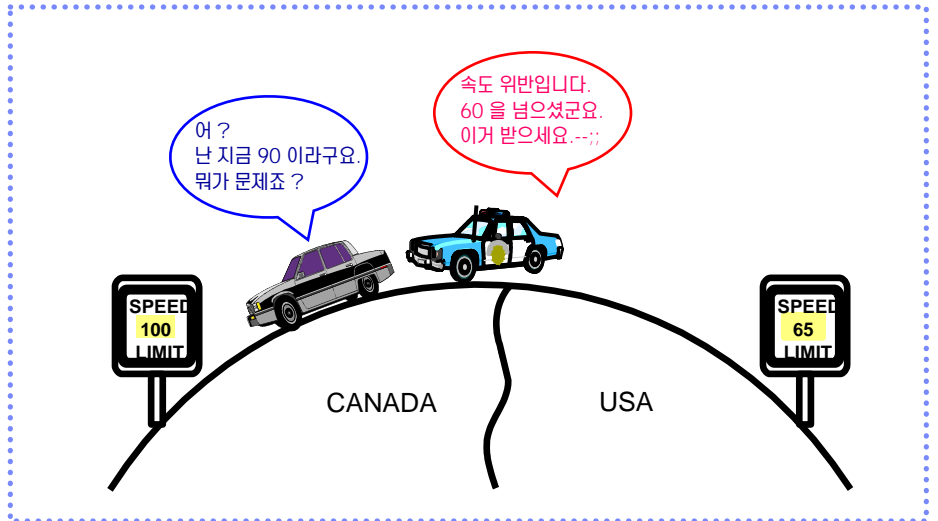 속도 위반입니다.
60 을 넘으셨군요.
이거 받으세요.--;;
어 ?
난 지금 90 이라구요.
뭐가 문제죠 ?
SPEED
100
LIMIT
SPEED
65
LIMIT
CANADA
USA